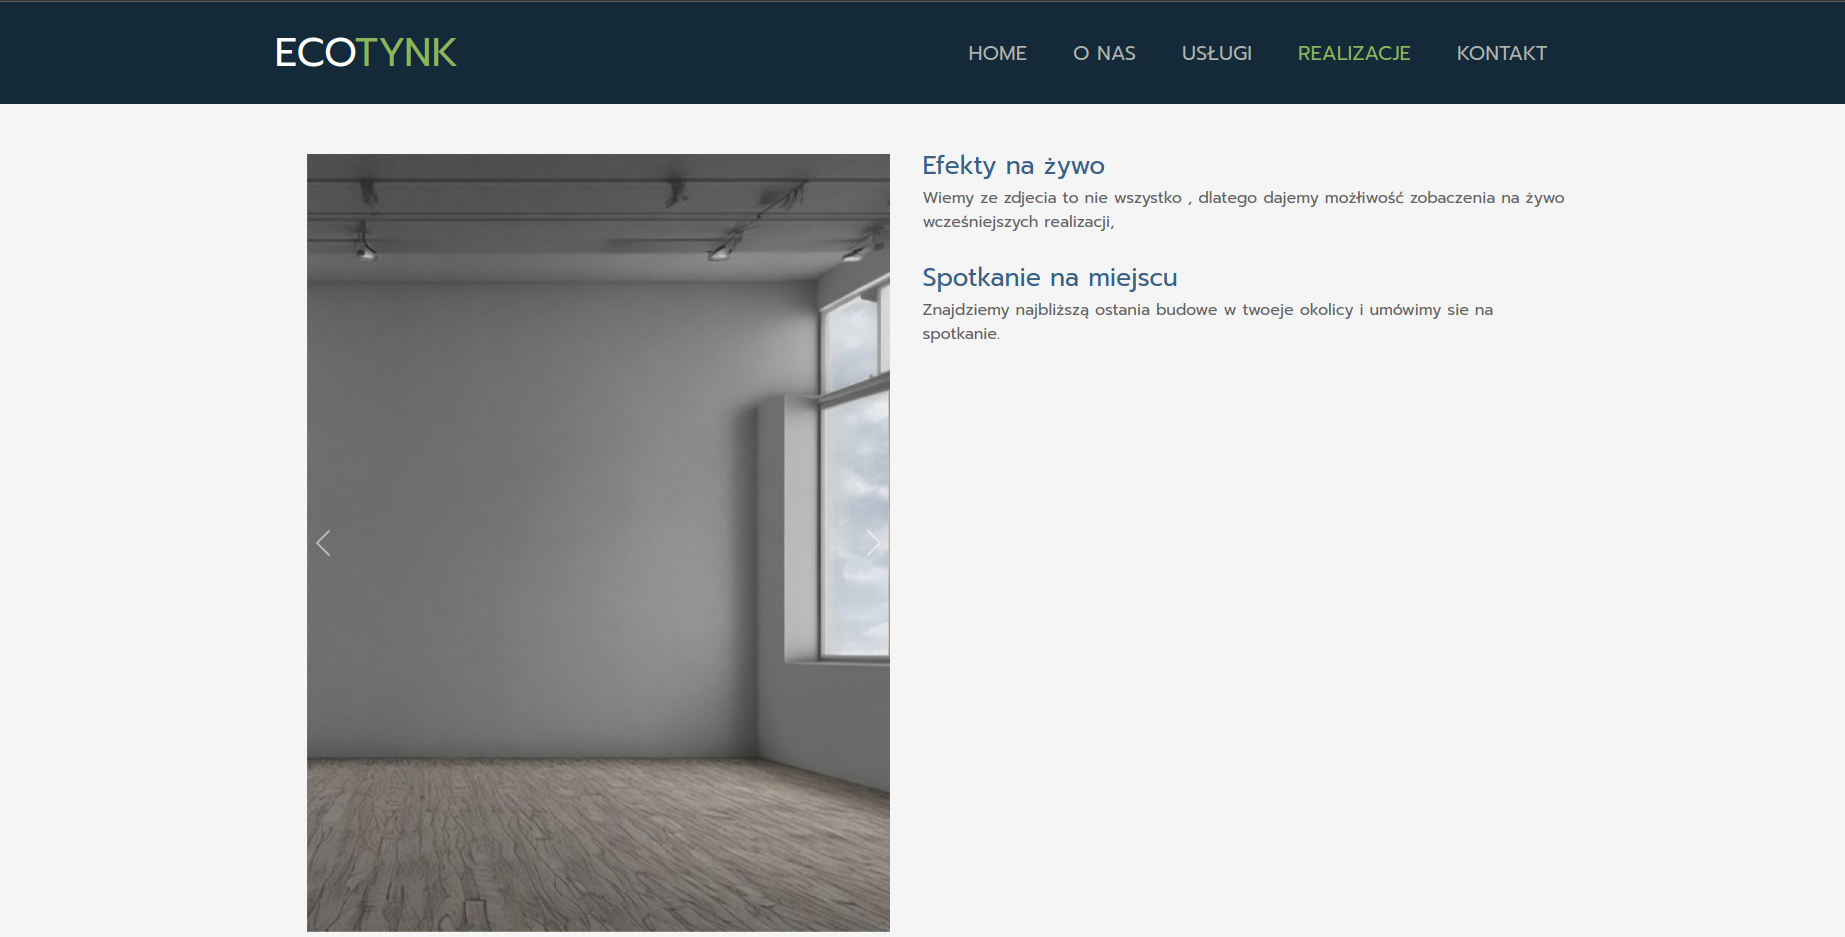 ECOTYNK
HOME O NAS USŁUGI REALIZACJE KONTAKT
Efekty na żywo
Wiemy ze zdjecia to nie wszystko , dlatego dajemy możłiwość zobaczenia na żywo
wcześniejszych realizacji,
Spotkanie na miejscu
Znajdziemy najbliższą ostania budowe w twoeje okolicy i umówimy sie na
spotkanie.